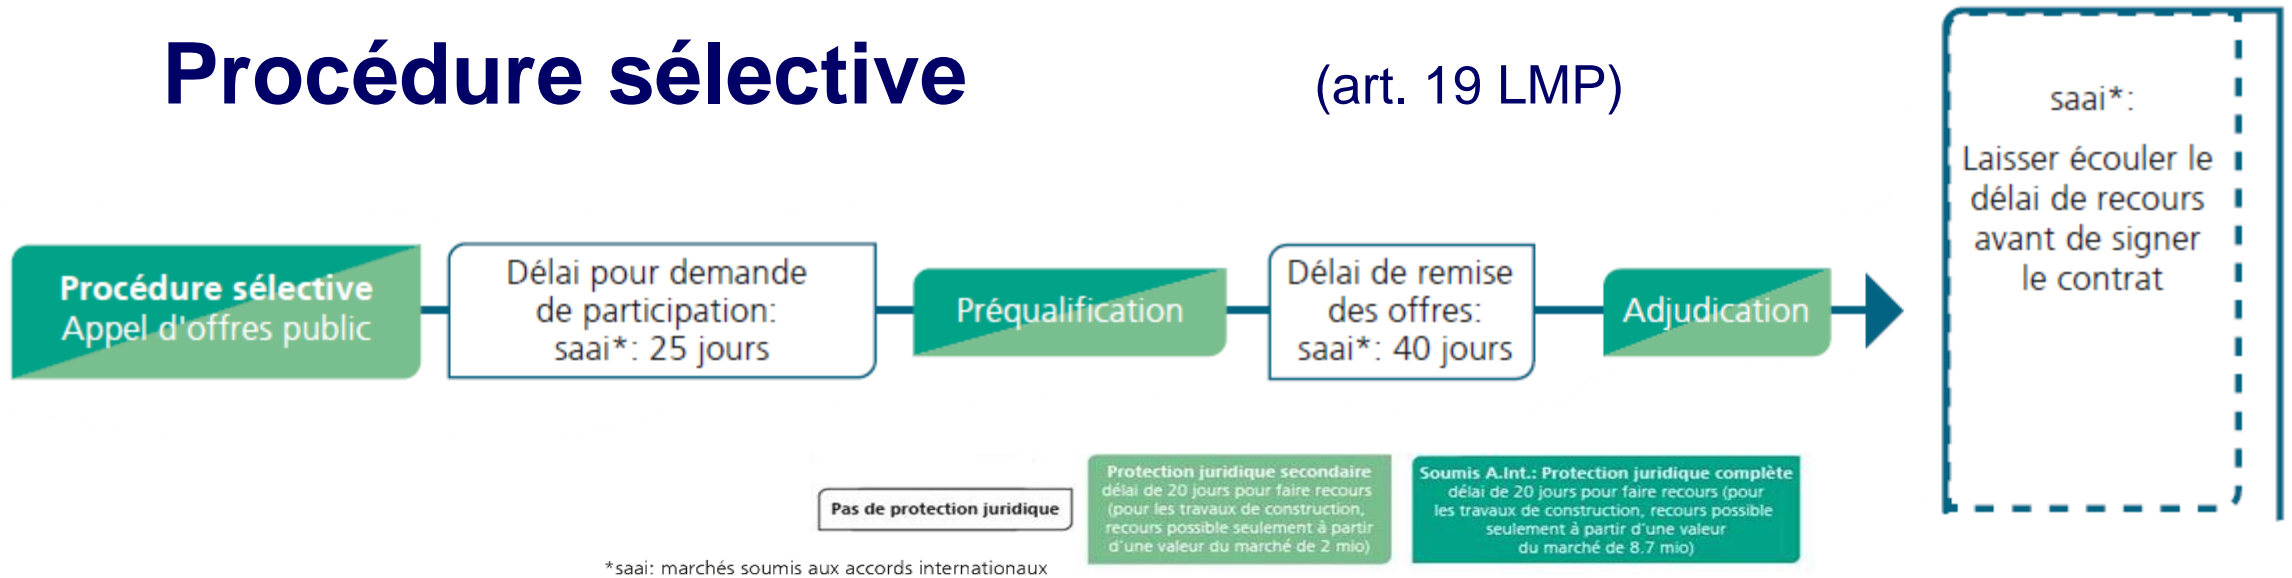 Procédure sélective
(art. 19 LMP)
Procédure sélective
Appel d'offres public
Délai pour demande
de participation:
saai*: 25 jours
Préqualification
Délai de remise
des offres:
saai*: 40 jours
Adjudication
saai*:
Laisser écouler le
délai de recours
avant de signer
le contrat
Pas de protection juridique
Protection juridique secondaire
délai de 20 jours pour faire recours
(pour les travaux de construction,
recours possible seulement à partir
d'une valeur du marché de 2 mio)
Soumis A.Int.: Protection juridique complète
délai de 20 jours pour faire recours (pour
les travaux de construction, recours possible
seulement à partir d'une valeur
du marché de 8.7 mio)
*saai: marchés soumis aux accords internationaux